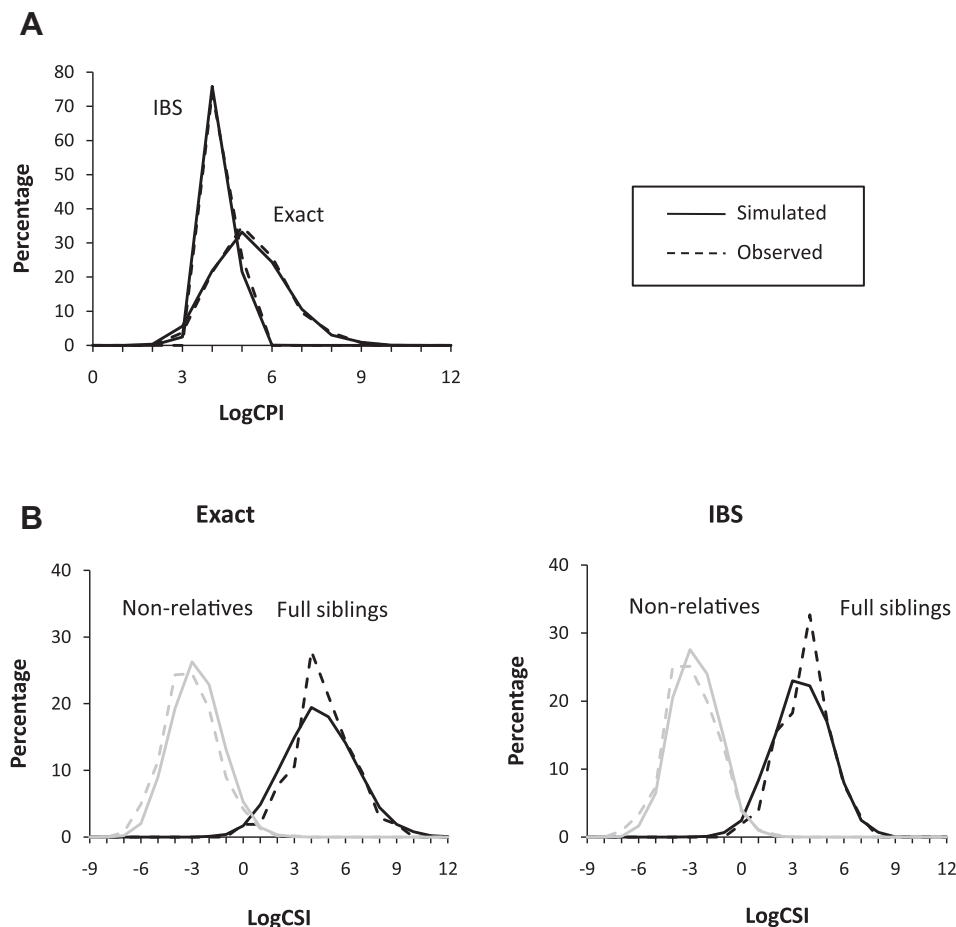 A
80
70
60
50
40
30
20
10
0
Percentage
IBS
Exact
0 3 6 9 12
LogCPI
Simulated
Observed
B
Exact
40
30
20
10
0
Percentage
Non-relatives Full siblings
-9 -6 -3 0 3 6 9 12
LogCSI
IBS
40
30
20
10
0
Percentage
Non-relatives Full siblings
-9 -6 -3 0 3 6 9 12
LogCSI